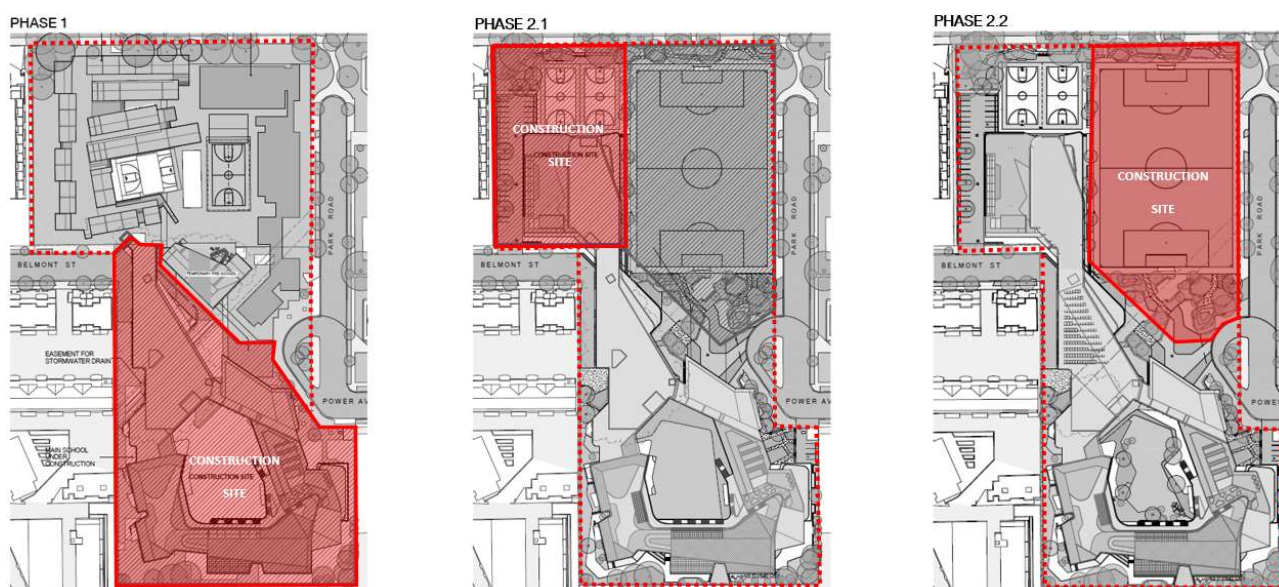 PHASE 1
BELMONT ST
PARK ROAD
TEMPORARY PRE SCHOOL
EASEMENT FOR
STORMWATER DRAIN
POWER AV
MAIN SCHOOL
UNDER
CONSTRUCTION
CONSTRUCTION
CONSTRUCTION SITE
SITE
PHASE 2.1
CONSTRUCTION
CONSTRUCTION SITE
SITE
PARK ROAD
BELMONT ST
POWER AV
PHASE 2.2
CONSTRUCTION
SITE
PARK ROAD
BELMONT ST
POWER AVE